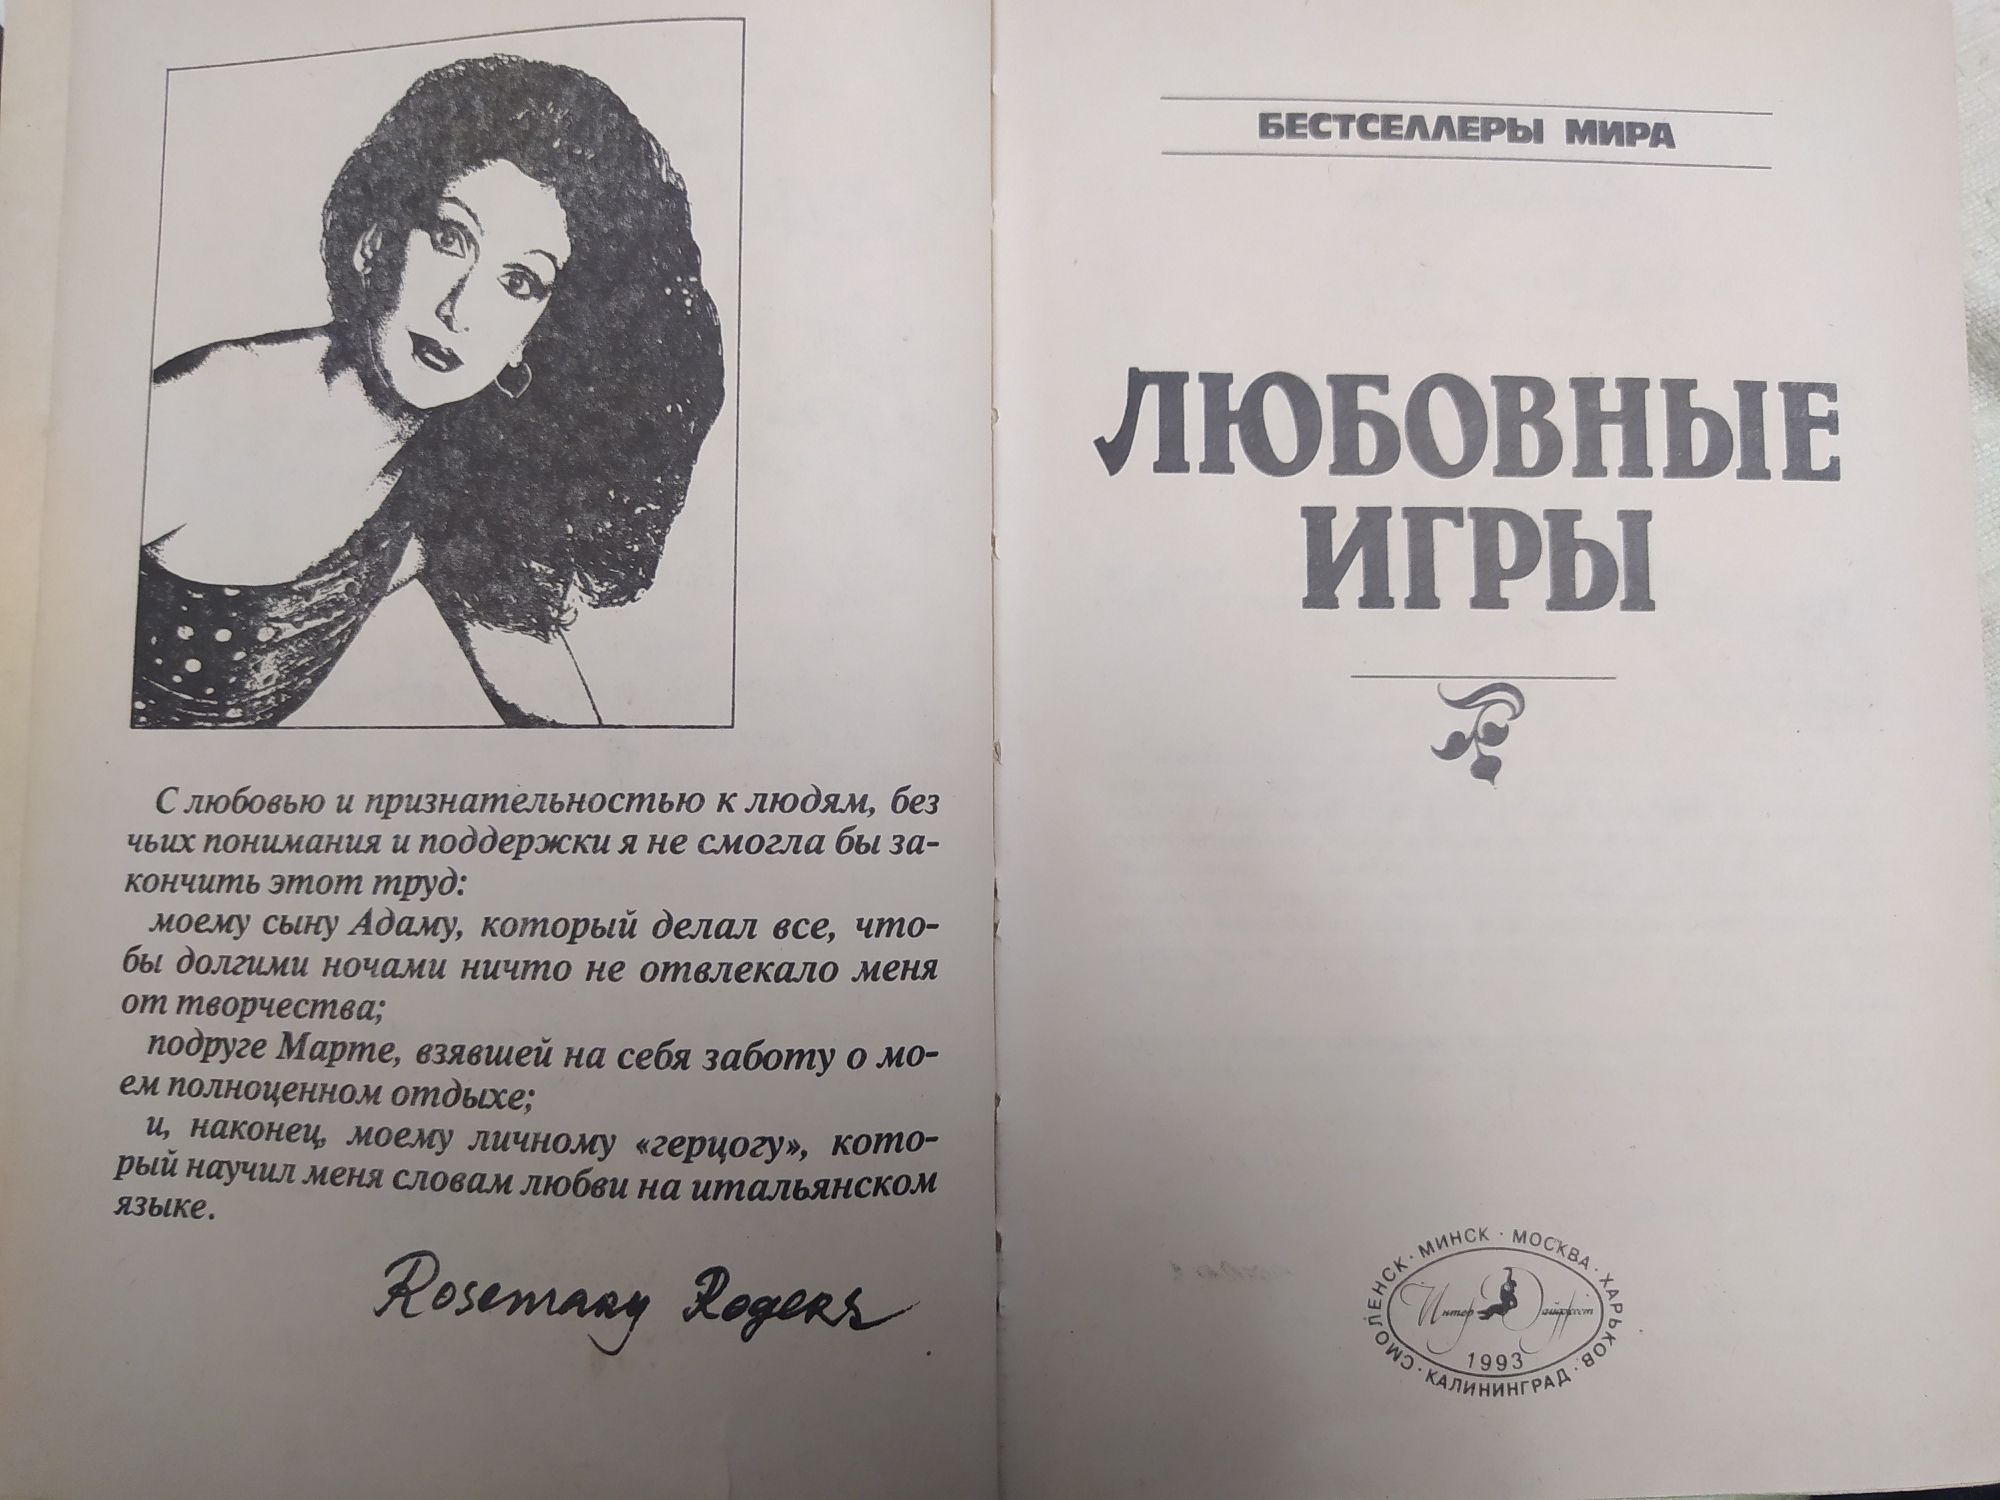 С любовью и признательностью к людям, без
чьих понимания и поддержки я не смогла бы за-
кончить этот труд:
моему сыну Адаму, который делал все, что-
бы долгими ночами ничто не отвлекало меня
от творчества;
подруге Марте, взявшей на себя заботу о мо-
ем полноценном отдыхе;
и, наконец, моему личному «герцогу», кото-
рый научил меня словам любви на итальянском
языке.
Rosemary Rogers
БЕСТСЕЛЛЕРЫ МИРА
ЛЮБОВНЫЕ
ИГРЫ
СМОЛЕНСК · МИНСК · МОСКВА · ХАРЬКОВ · КАЛИНИНГРАД ·
Интер Дайджест
1993